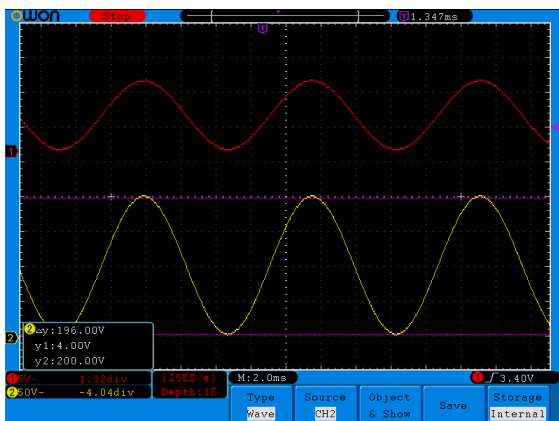 OWON Stop T 1.347ms
T
1
2
2 △y:196.00V
y1:4.00V
y2:200.00V
1 5V~ 1.32div (25KS/s) M:2.0ms 1 3.40V
2 50V~ -4.04div Depth:1K
Type Source Object Save Storage
Wave CH2 & Show Internal